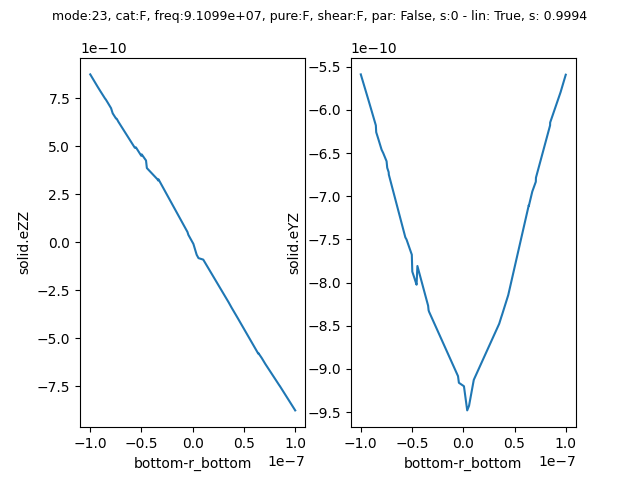 mode:23, cat:F, freq:9.1099e+07, pure:F, shear:F, par: False, s:0 - lin: True, s: 0.9994
1e−10
7.5
5.0
2.5
0.0
−2.5
−5.0
−7.5
solid.eZZ
−1.0 −0.5 0.0 0.5 1.0
bottom-r_bottom 1e−7
1e−10
−5.5
−6.0
−6.5
−7.0
−7.5
−8.0
−8.5
−9.0
−9.5
solid.eYZ
−1.0 −0.5 0.0 0.5 1.0
bottom-r_bottom 1e−7